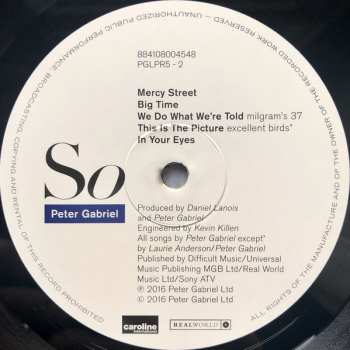 884108004548
PGLPR5 - 2
Mercy Street
Big Time
We Do What We're Told milgram's 37
This is The Picture excellent birds*
In Your Eyes
So
Peter Gabriel
Produced by Daniel Lanois
and Peter Gabriel
Engineered by Kevin Killen
All songs by Peter Gabriel except*
by Laurie Anderson/Peter Gabriel
Published by Difficult Music/Universal
Music Publishing MGB Ltd/Real World
Music Ltd/Sony ATV
℗ 2016 Peter Gabriel Ltd
© 2016 Peter Gabriel Ltd
caroline
REALWORLD
ALL RIGHTS OF THE MANUFACTURE AND OF THE OWNER OF THE RECORDED WORK RESERVED — UNAUTHORIZED PUBLIC PERFORMANCE, BROADCASTING, COPYING AND RENTAL OF THIS RECORD PROHIBITED